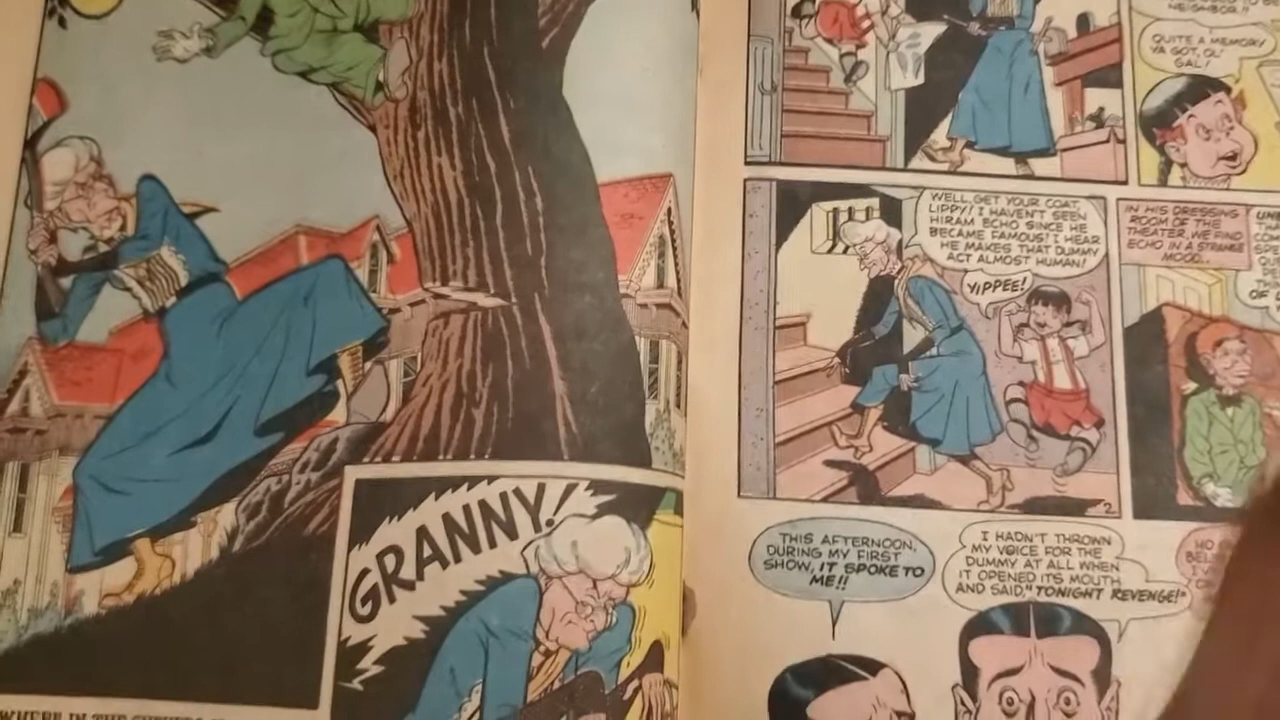 GRANNY!
NEIGHBOR."
QUITE A MEMORY
YA GOT, OL'
GAL!
WELL, GET YOUR COAT,
LIPPY! I HAVEN'T SEEN
HIRAM ECHO SINCE HE
BECAME FAMOUS! I HEAR
HE MAKES THAT DUMMY
ACT ALMOST HUMAN!
YIPPEE!
2
IN HIS DRESSING
ROOM OF THE
THEATER, WE FIND
ECHO IN A STRANGE
MOOD..
THIS AFTERNOON,
DURING MY FIRST
SHOW, IT SPOKE TO
ME!!
I HADN'T THROWN
MY VOICE FOR THE
DUMMY AT ALL WHEN
IT OPENED ITS MOUTH
AND SAID, "TONIGHT REVENGE!"